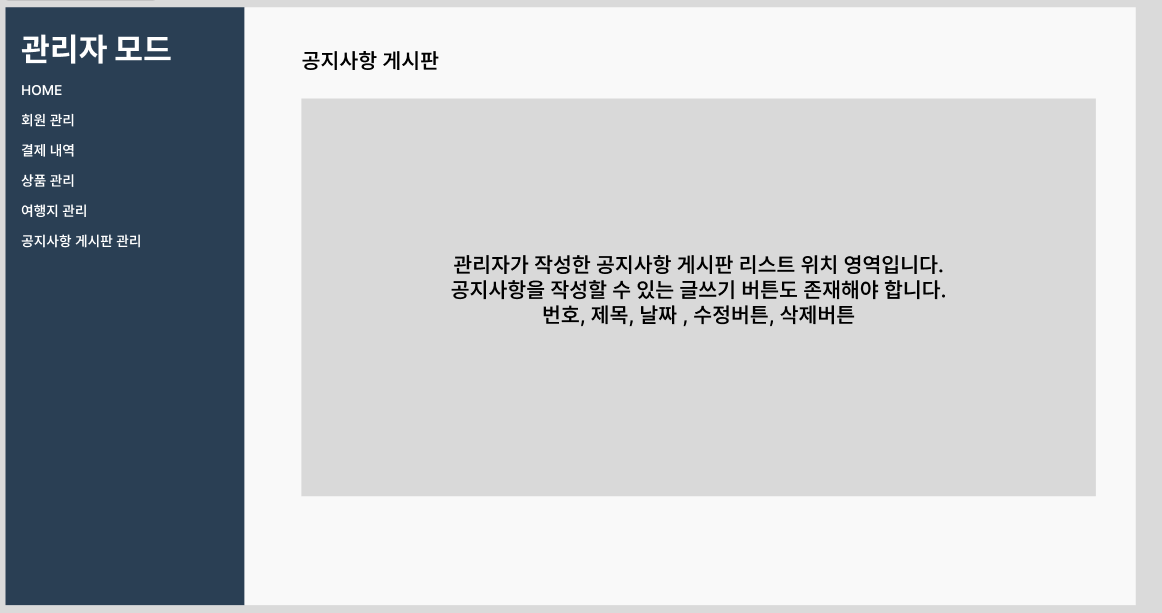 관리자 모드
HOME
회원 관리
결제 내역
상품 관리
여행지 관리
공지사항 게시판 관리
공지사항 게시판
관리자가 작성한 공지사항 게시판 리스트 위치 영역입니다.
공지사항을 작성할 수 있는 글쓰기 버튼도 존재해야 합니다.
번호, 제목, 날짜 , 수정버튼, 삭제버튼